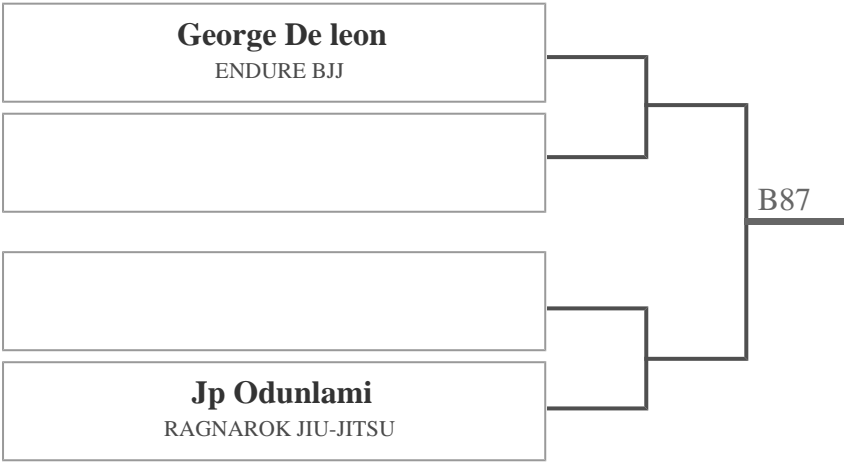 George De leon
ENDURE BJJ
B87
Jp Odunlami
RAGNAROK JIU-JITSU